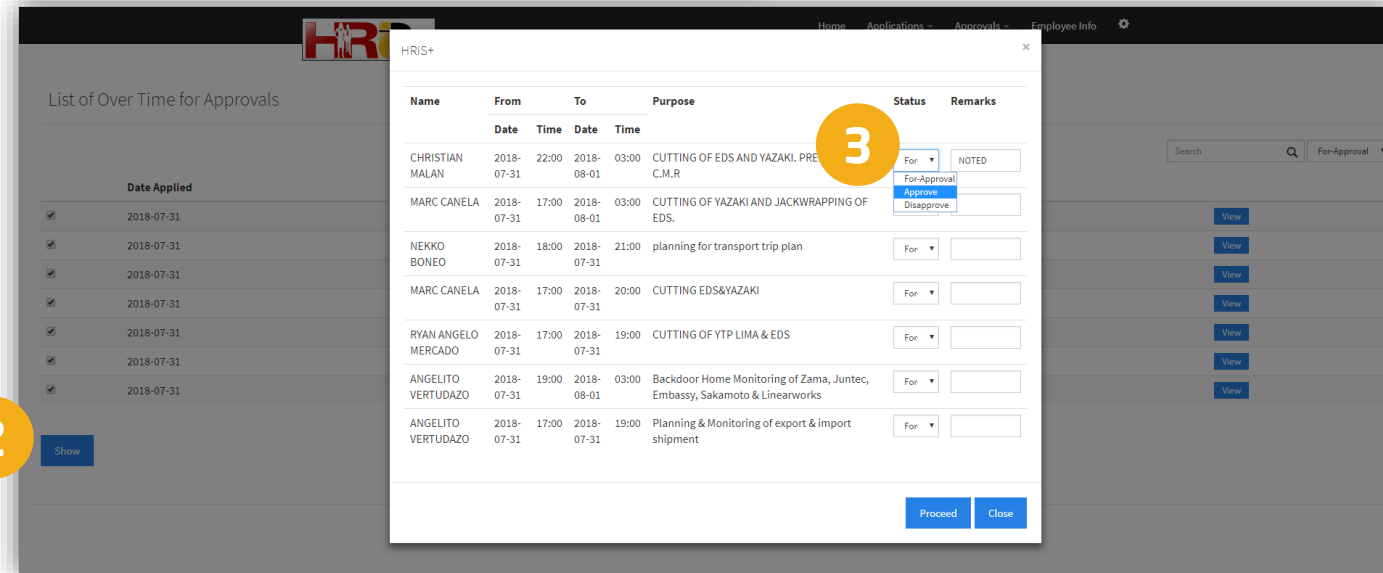 Home Applications Approvals Employee Info
HRIS+ ×
List of Over Time for Approvals
Search For-Approval
Date Applied
2018-07-31 View
2018-07-31 View
2018-07-31 View
2018-07-31 View
2018-07-31 View
2018-07-31 View
2018-07-31 View
2
Show
Name From To Purpose Status Remarks
Date Time Date Time
3
CHRISTIAN 2018- 22:00 2018- 03:00 CUTTING OF EDS AND YAZAKI. For NOTED
MALAN 07-31 08-01 C.M.R
For-Approval
Approve
Disapprove
MARC CANELA 2018- 17:00 2018- 03:00 CUTTING OF YAZAKI AND JACKWRAPPING OF
07-31 08-01 EDS.
NEKKO 2018- 18:00 2018- 21:00 planning for transport trip plan For
BONEO 07-31 07-31
MARC CANELA 2018- 17:00 2018- 20:00 CUTTING EDS&YAZAKI For
07-31 07-31
RYAN ANGELO 2018- 17:00 2018- 19:00 CUTTING OF YTP LIMA & EDS For
MERCADO 07-31 07-31
ANGELITO 2018- 19:00 2018- 03:00 Backdoor Home Monitoring of Zama, Juntec, For
VERTUDAZO 07-31 08-01 Embassy, Sakamoto & Linearworks
ANGELITO 2018- 17:00 2018- 19:00 Planning & Monitoring of export & import For
VERTUDAZO 07-31 07-31 shipment
Proceed Close